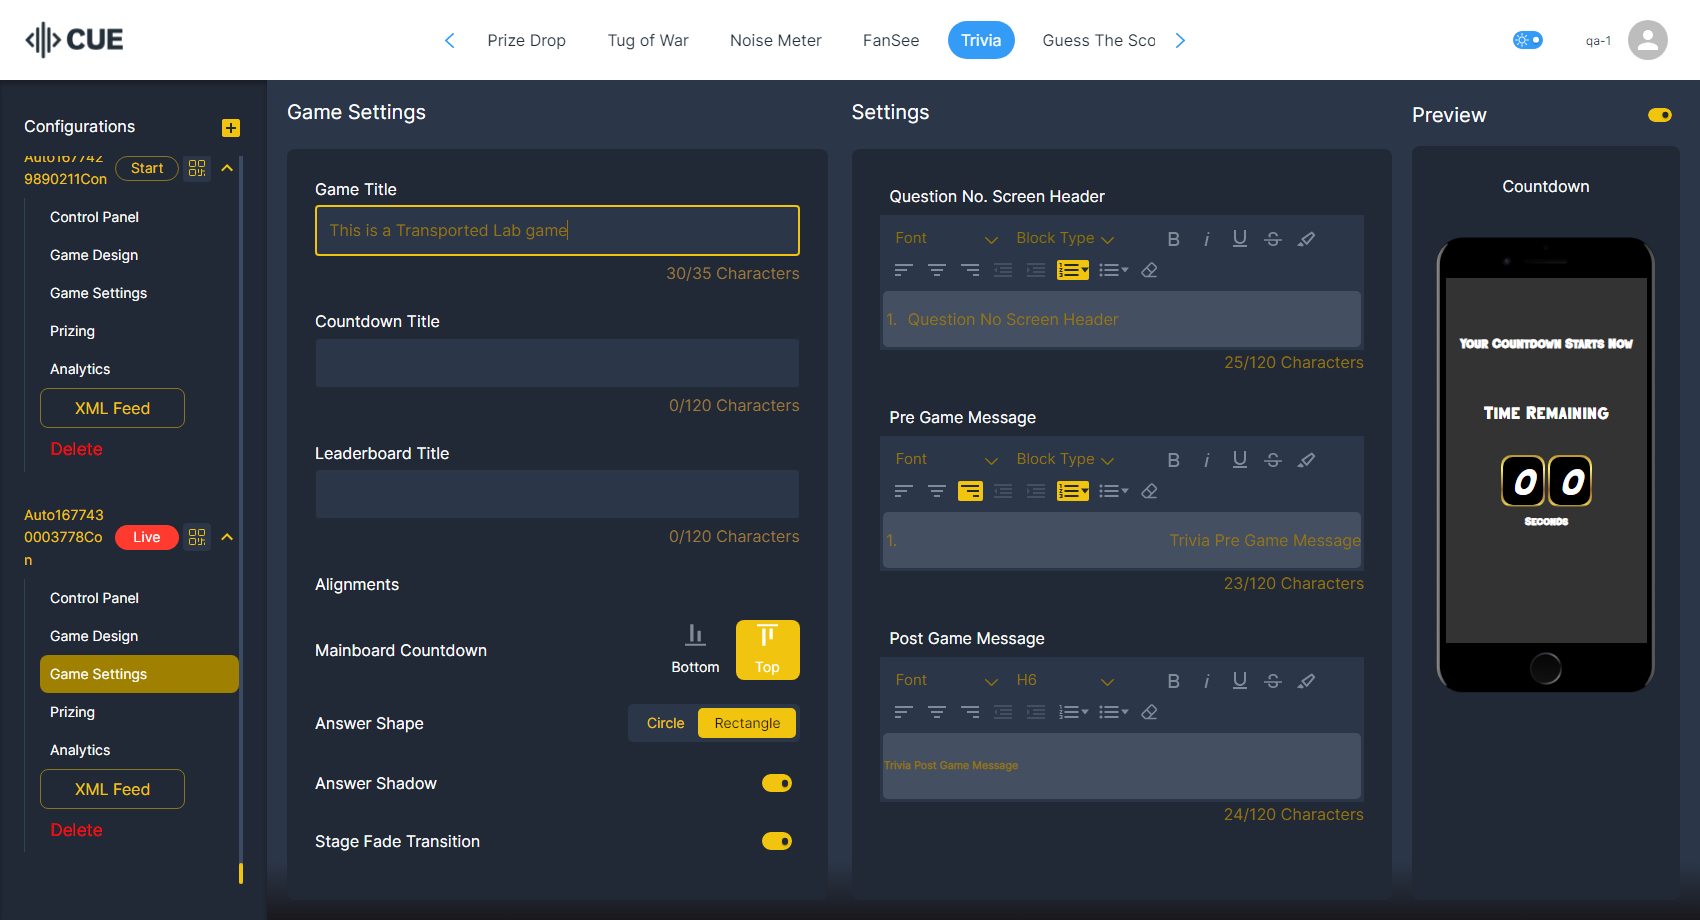 CUE
Prize Drop
Tug of War
Noise Meter
FanSee
Trivia
Guess The Sco
qa-1
Configurations
Auto167742
9890211Con
Start
Control Panel
Game Design
Game Settings
Prizing
Analytics
XML Feed
Delete
Auto167743
0003778Co
n
Live
Control Panel
Game Design
Game Settings
Prizing
Analytics
XML Feed
Delete
Game Settings
Game Title
This is a Transported Lab game
30/35 Characters
Countdown Title
0/120 Characters
Leaderboard Title
0/120 Characters
Alignments
Mainboard Countdown
Bottom
Top
Answer Shape
Circle
Rectangle
Answer Shadow
Stage Fade Transition
Settings
Question No. Screen Header
Font
Block Type
B
i
U
S
1. Question No Screen Header
25/120 Characters
Pre Game Message
Font
Block Type
B
i
U
S
1. Trivia Pre Game Message
23/120 Characters
Post Game Message
Font
H6
B
i
U
S
Trivia Post Game Message
24/120 Characters
Preview
Countdown
Your Countdown Starts Now
Time Remaining
0 0
Seconds